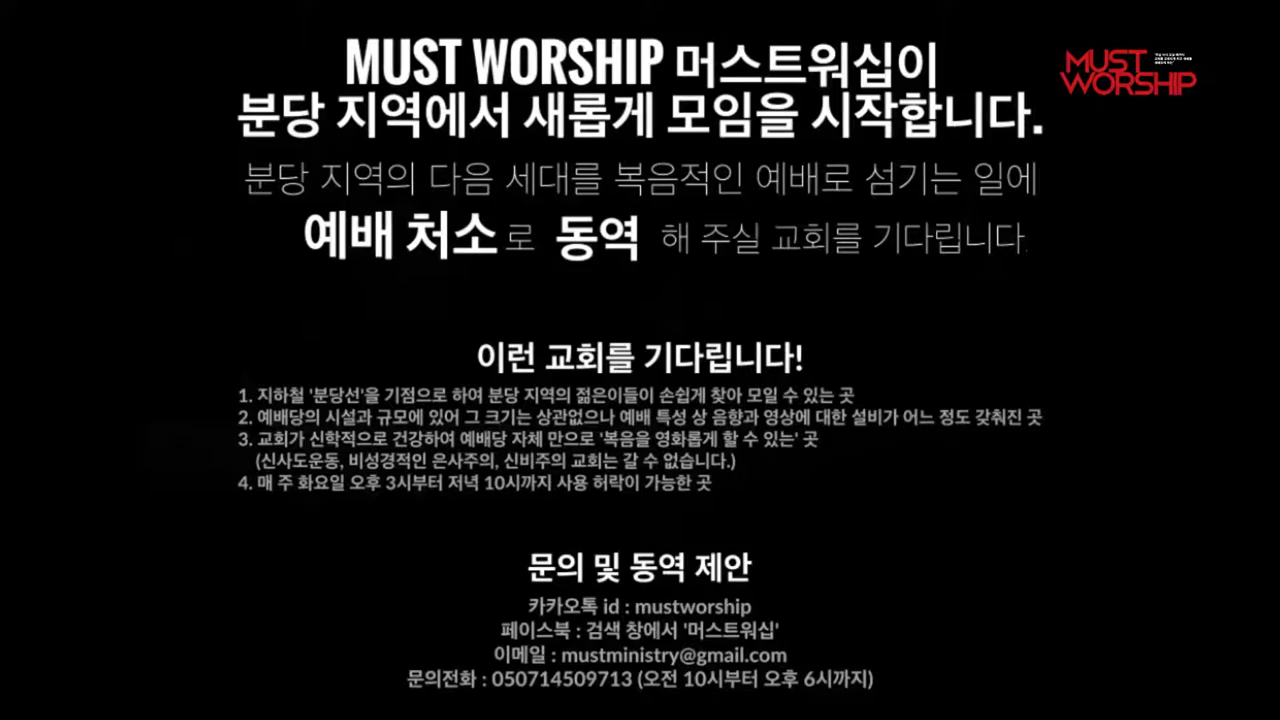 MUST WORSHIP 머스트워십이
분당 지역에서 새롭게 모임을 시작합니다.
분당 지역의 다음 세대를 복음적인 예배로 섬기는 일에
예배 처소로 동역 해 주실 교회를 기다립니다.
MUST
WORSHIP
이런 교회를 기다립니다!
1. 지하철 '분당선'을 기점으로 하여 분당 지역의 젊은이들이 손쉽게 찾아 모일 수 있는 곳
2. 예배당의 시설과 규모에 있어 그 크기는 상관없으나 예배 특성 상 음향과 영상에 대한 설비가 어느 정도 갖춰진 곳
3. 교회가 신학적으로 건강하여 예배당 자체 만으로 '복음을 영화롭게 할 수 있는' 곳
(신사도운동, 비성경적인 은사주의, 신비주의 교회는 갈 수 없습니다.)
4. 매 주 화요일 오후 3시부터 저녁 10시까지 사용 허락이 가능한 곳
문의 및 동역 제안
카카오톡 id : mustworship
페이스북 : 검색 창에서 '머스트워십'
이메일 : mustministry@gmail.com
문의전화 : 050714509713 (오전 10시부터 오후 6시까지)